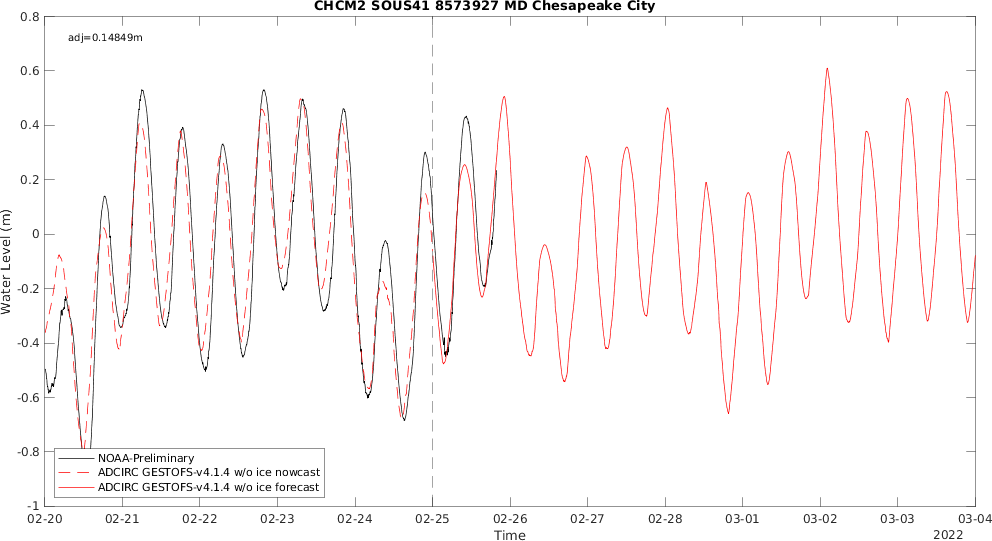 CHCM2 SOUS41 8573927 MD Chesapeake City
adj=0.14849m
0.8
0.6
0.4
0.2
0
-0.2
-0.4
-0.6
-0.8
-1
Water Level (m)
NOAA-Preliminary
ADCIRC GESTOFS-v4.1.4 w/o ice nowcast
ADCIRC GESTOFS-v4.1.4 w/o ice forecast
02-20 02-21 02-22 02-23 02-24 02-25 02-26 02-27 02-28 03-01 03-02 03-03 03-04
Time
2022